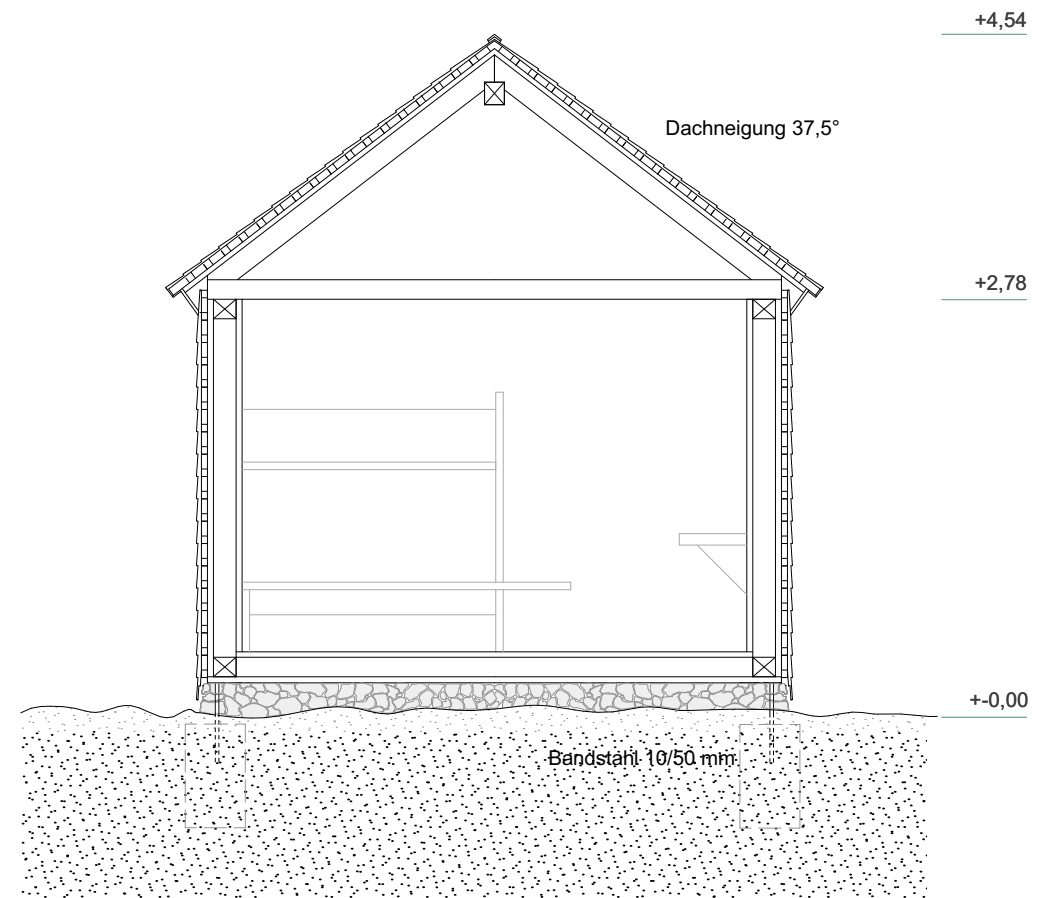 +4,54
Dachneigung 37,5°
+2,78
+-0,00
Bandstahl 10/50 mm